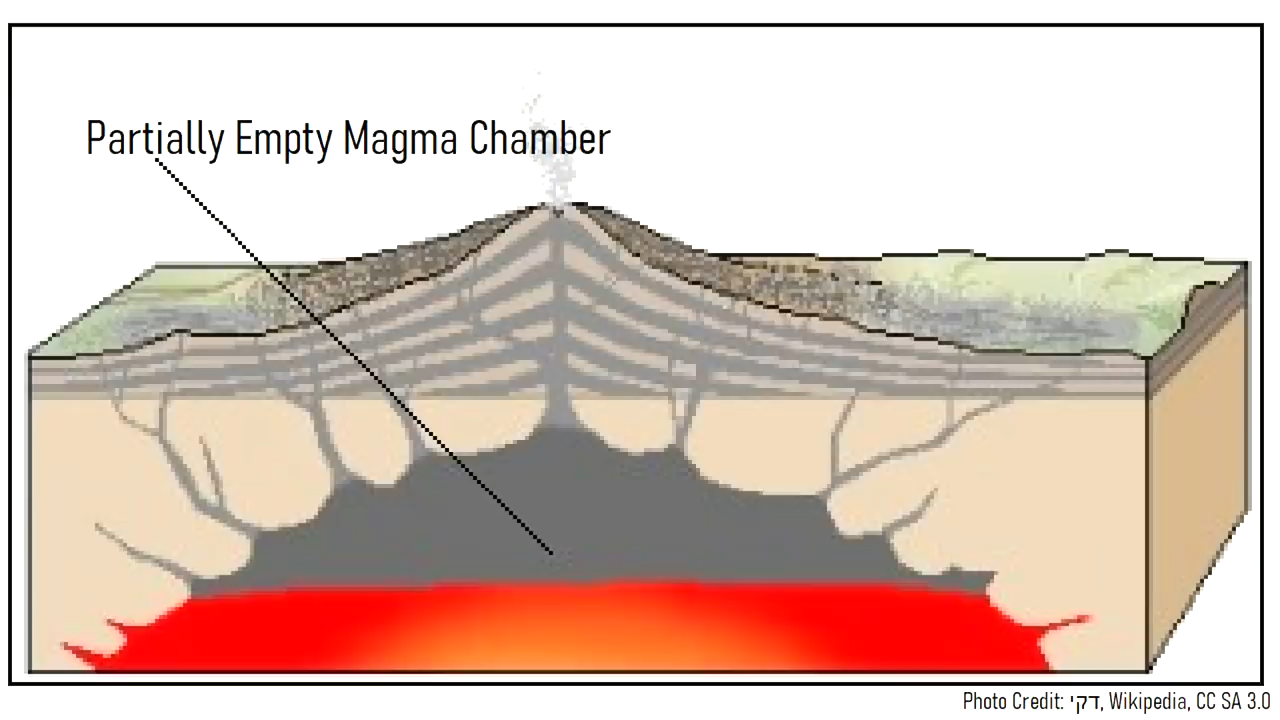 Partially Empty Magma Chamber
Photo Credit: דקי, Wikipedia, CC SA 3.0